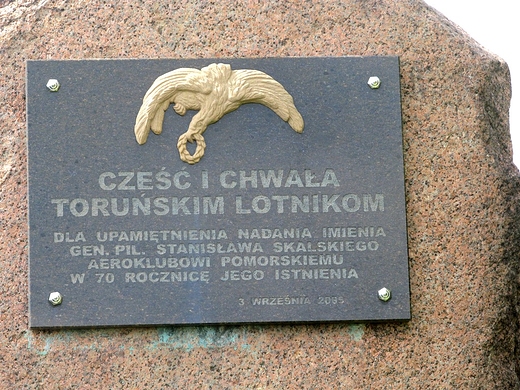 CZEŚĆ I CHWAŁA
TORUŃSKIM LOTNIKOM
DLA UPAMIĘTNIENIA NADANIA IMIENIA
GEN. PIL. STANISŁAWA SKALSKIEGO
AEROKLUBOWI POMORSKIEMU
W 70 ROCZNICĘ JEGO ISTNIENIA
3 WRZEŚNIA 2005